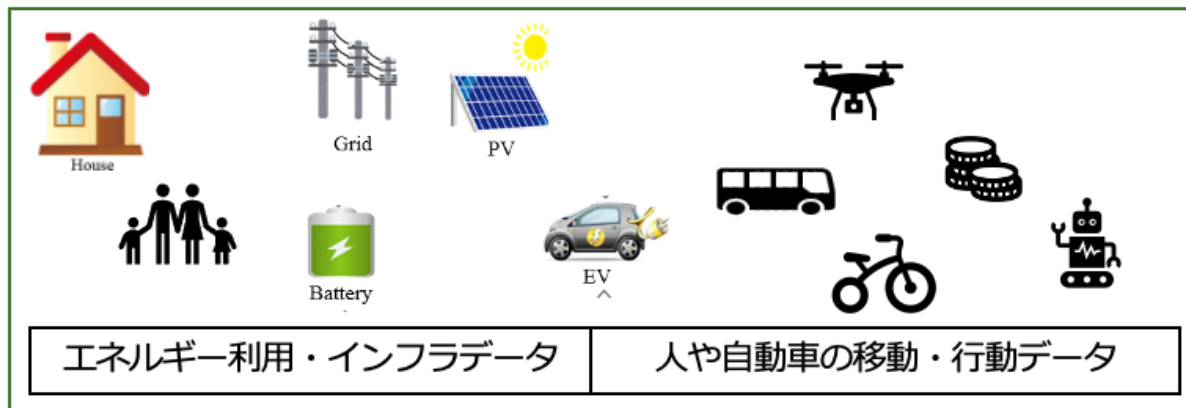 House
Grid
PV
Battery
EV
エネルギー利用・インフラデータ
人や自動車の移動・行動データ